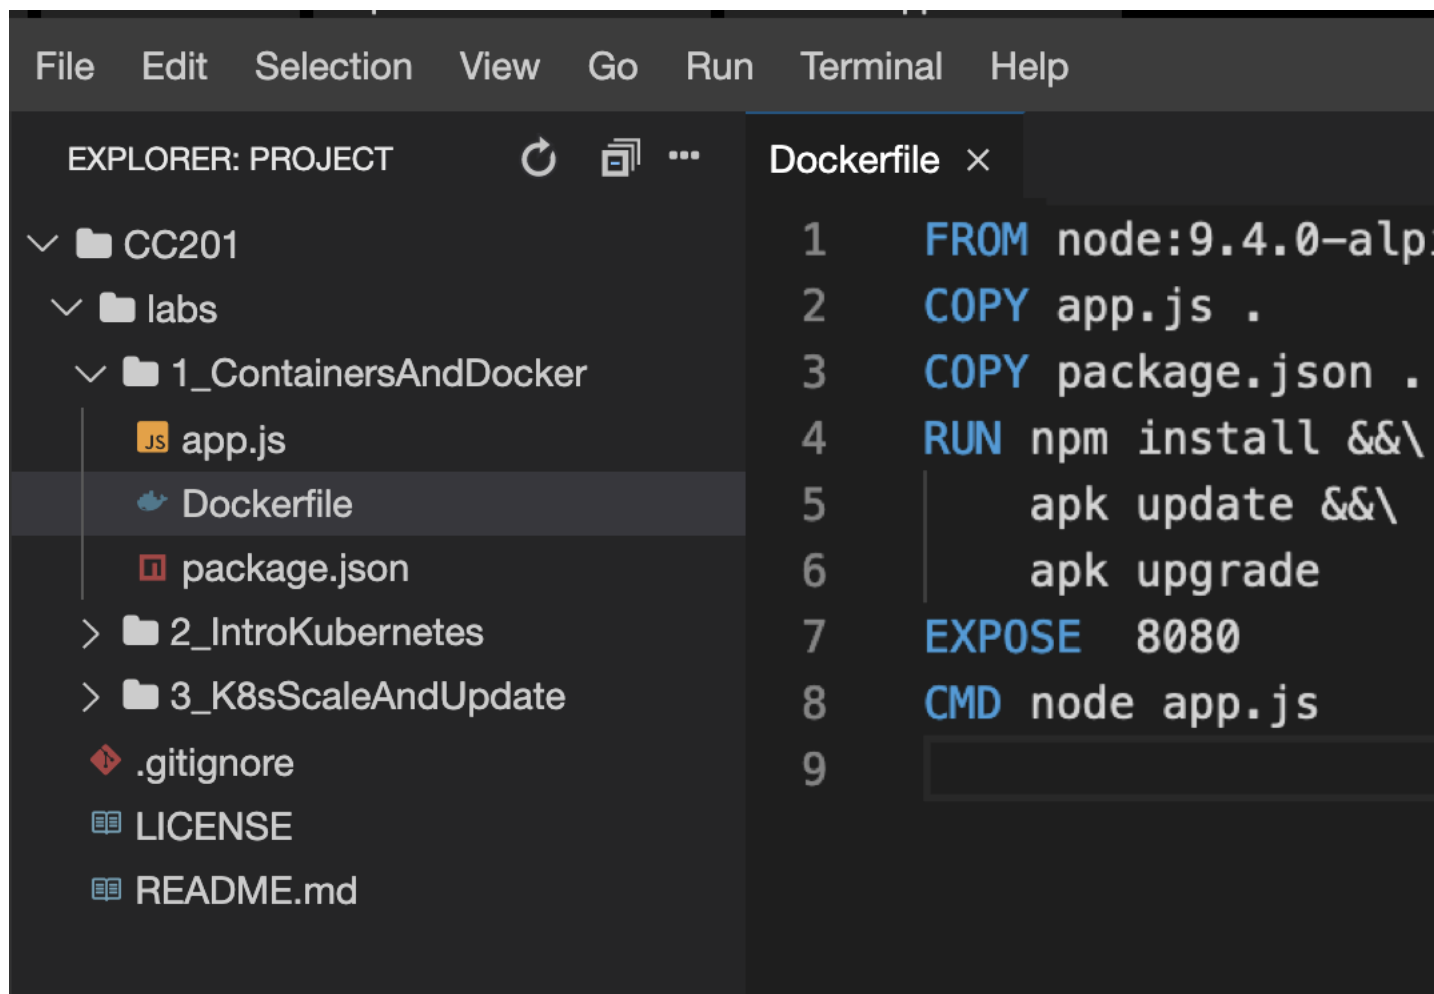 File Edit Selection View Go Run Terminal Help
EXPLORER: PROJECT
CC201
labs
1_ContainersAndDocker
JS app.js
Dockerfile
package.json
2_IntroKubernetes
3_K8sScaleAndUpdate
.gitignore
LICENSE
README.md
Dockerfile ×
1 FROM node:9.4.0-alp
2 COPY app.js .
3 COPY package.json .
4 RUN npm install &&\
5 apk update &&\
6 apk upgrade
7 EXPOSE  8080
8 CMD node app.js
9